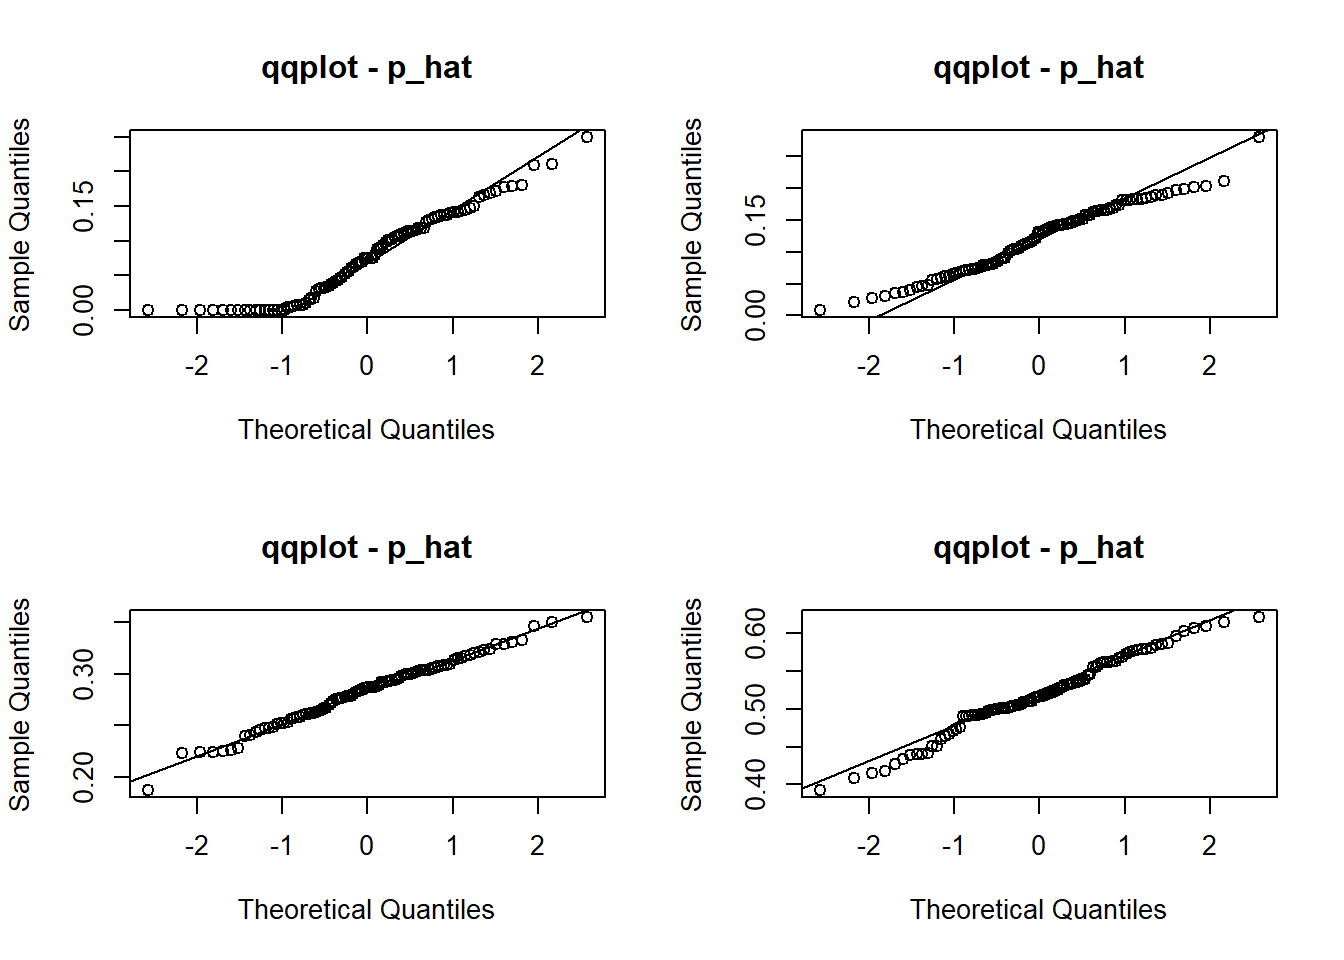 qqplot - p_hat
Sample Quantiles
0.15
0.00
-2 -1 0 1 2
Theoretical Quantiles
qqplot - p_hat
Sample Quantiles
0.15
0.00
-2 -1 0 1 2
Theoretical Quantiles
qqplot - p_hat
Sample Quantiles
0.30
0.20
-2 -1 0 1 2
Theoretical Quantiles
qqplot - p_hat
Sample Quantiles
0.60
0.50
0.40
-2 -1 0 1 2
Theoretical Quantiles